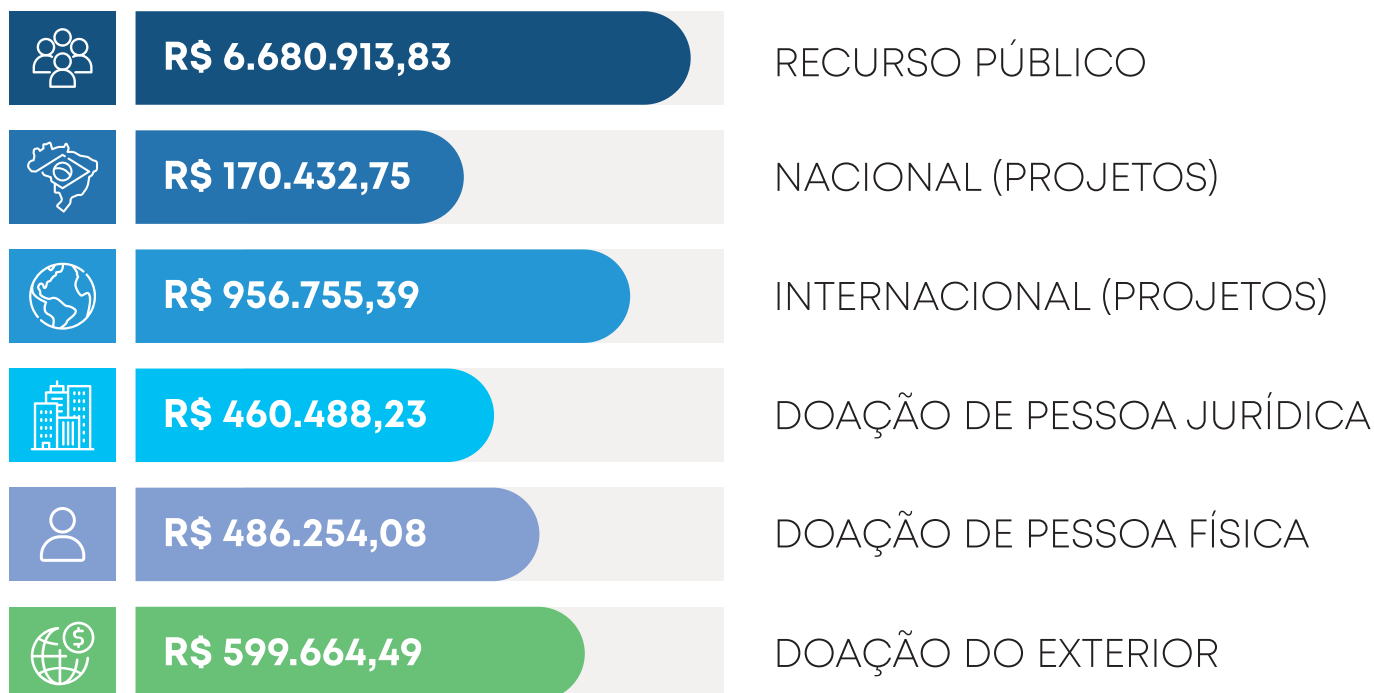 R$ 6.680.913,83 RECURSO PÚBLICO
R$ 170.432,75 NACIONAL (PROJETOS)
R$ 956.755,39 INTERNACIONAL (PROJETOS)
R$ 460.488,23 DOAÇÃO DE PESSOA JURÍDICA
R$ 486.254,08 DOAÇÃO DE PESSOA FÍSICA
$
R$ 599.664,49 DOAÇÃO DO EXTERIOR